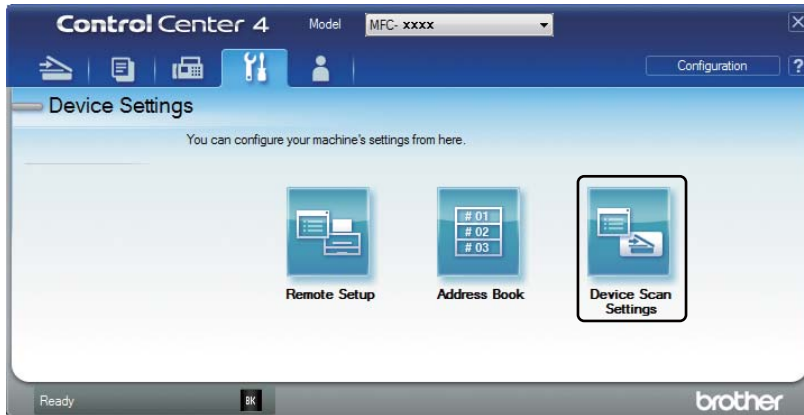 Control Center 4 Model MFC- xxxx
Configuration ?
Device Settings
You can configure your machine's settings from here.
# 01
# 02
# 03
Remote Setup Address Book Device Scan
Settings
Ready BK brother